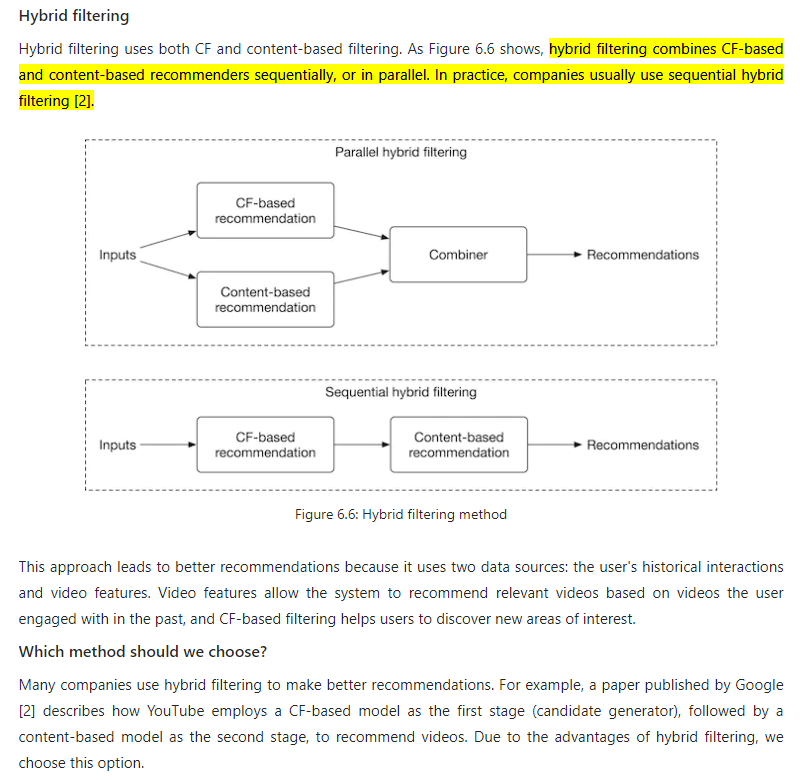 Hybrid filtering
Hybrid filtering uses both CF and content-based filtering. As Figure 6.6 shows, hybrid filtering combines CF-based
and content-based recommenders sequentially, or in parallel. In practice, companies usually use sequential hybrid
filtering [2].
Parallel hybrid filtering
CF-based
recommendation
Inputs
Combiner
Recommendations
Content-based
recommendation
Sequential hybrid filtering
Inputs
CF-based
recommendation
Content-based
recommendation
Recommendations
Figure 6.6: Hybrid filtering method
This approach leads to better recommendations because it uses two data sources: the user's historical interactions
and video features. Video features allow the system to recommend relevant videos based on videos the user
engaged with in the past, and CF-based filtering helps users to discover new areas of interest.
Which method should we choose?
Many companies use hybrid filtering to make better recommendations. For example, a paper published by Google
[2] describes how YouTube employs a CF-based model as the first stage (candidate generator), followed by a
content-based model as the second stage, to recommend videos. Due to the advantages of hybrid filtering, we
choose this option.